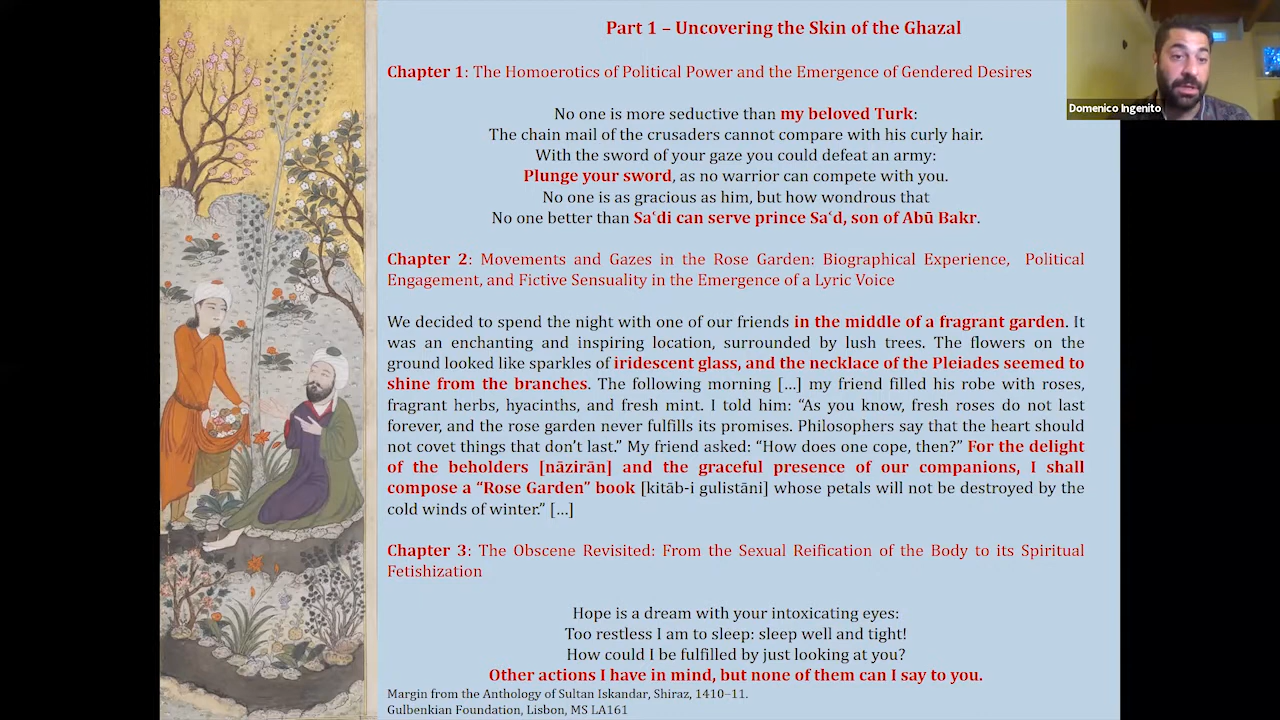 Part 1 – Uncovering the Skin of the Ghazal
Domenico Ingenito
Chapter 1: The Homoerotics of Political Power and the Emergence of Gendered Desires
No one is more seductive than my beloved Turk:
The chain mail of the crusaders cannot compare with his curly hair.
With the sword of your gaze you could defeat an army:
Plunge your sword, as no warrior can compete with you.
No one is as gracious as him, but how wondrous that
No one better than Saʿdi can serve prince Saʿd, son of Abū Bakr.
Chapter 2: Movements and Gazes in the Rose Garden: Biographical Experience, Political
Engagement, and Fictive Sensuality in the Emergence of a Lyric Voice
We decided to spend the night with one of our friends in the middle of a fragrant garden. It
was an enchanting and inspiring location, surrounded by lush trees. The flowers on the
ground looked like sparkles of iridescent glass, and the necklace of the Pleiades seemed to
shine from the branches. The following morning […] my friend filled his robe with roses,
fragrant herbs, hyacinths, and fresh mint. I told him: “As you know, fresh roses do not last
forever, and the rose garden never fulfills its promises. Philosophers say that the heart should
not covet things that don’t last.” My friend asked: “How does one cope, then?” For the delight
of the beholders [nāzirān] and the graceful presence of our companions, I shall
compose a “Rose Garden” book [kitāb-i gulistāni] whose petals will not be destroyed by the
cold winds of winter.” […]
Chapter 3: The Obscene Revisited: From the Sexual Reification of the Body to its Spiritual
Fetishization
Hope is a dream with your intoxicating eyes:
Too restless I am to sleep: sleep well and tight!
How could I be fulfilled by just looking at you?
Other actions I have in mind, but none of them can I say to you.
Margin from the Anthology of Sultan Iskandar, Shiraz, 1410–11.
Gulbenkian Foundation, Lisbon, MS LA161